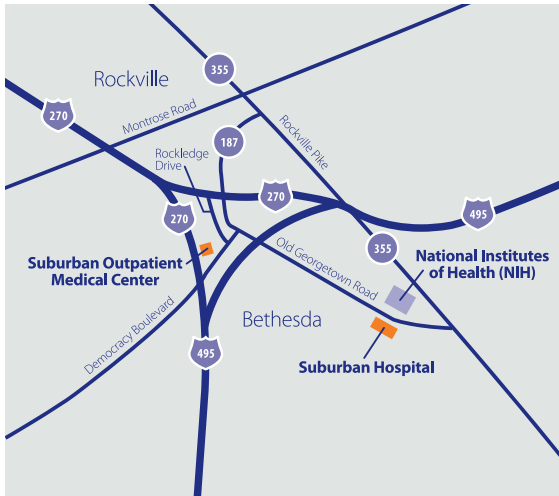 355
Rockville
270
Montrose Road
187
Rockledge
Drive
Rockville Pike
270
270
495
355
Suburban Outpatient
Medical Center
Old Georgetown Road
National Institutes
of Health (NIH)
Democracy Boulevard
Bethesda
495
Suburban Hospital